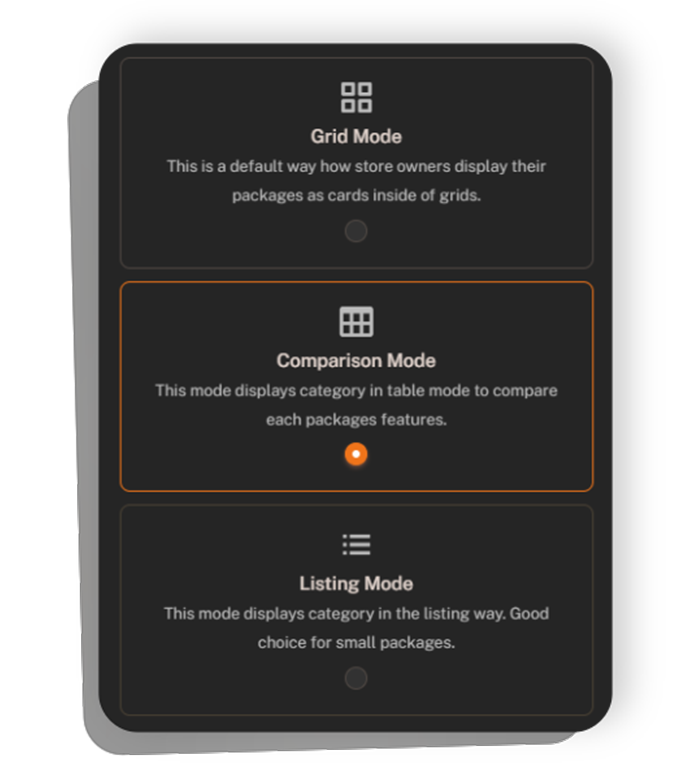 Grid Mode
This is a default way how store owners display their
packages as cards inside of grids.
Comparison Mode
This mode displays category in table mode to compare
each packages features.
Listing Mode
This mode displays category in the listing way. Good
choice for small packages.